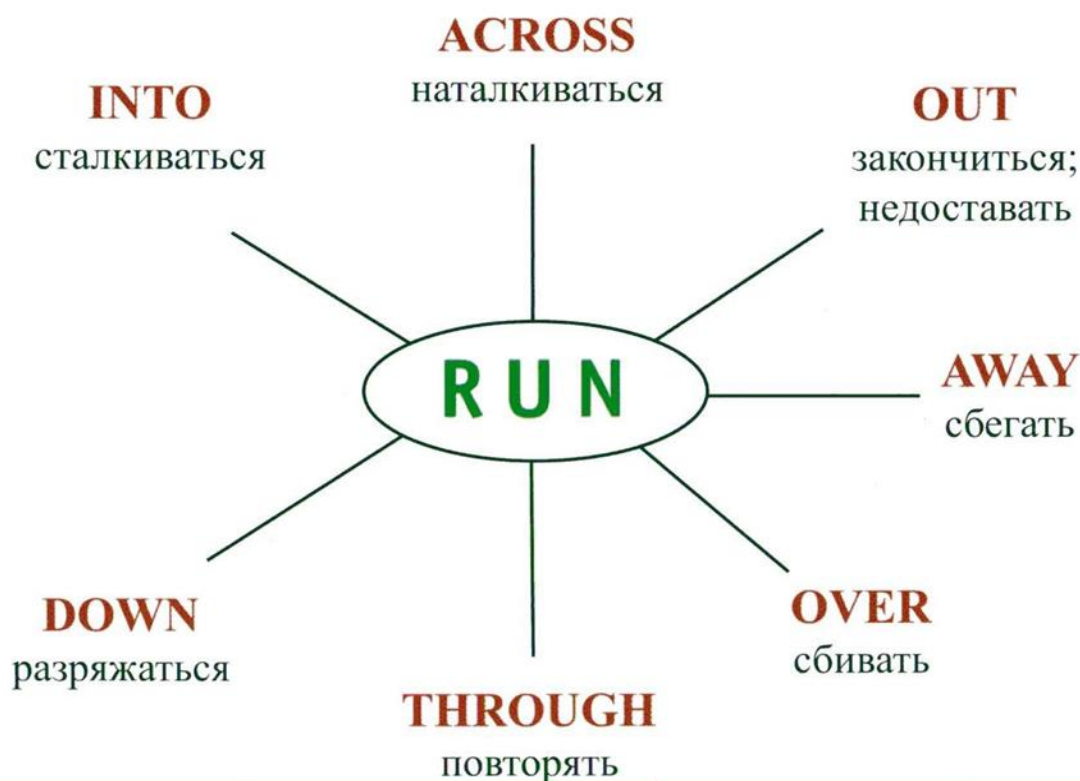 ACROSS
наталкиваться
INTO
сталкиваться
OUT
закончиться;
недоставать
RUN
AWAY
сбегать
DOWN
разряжаться
OVER
сбивать
THROUGH
повторять